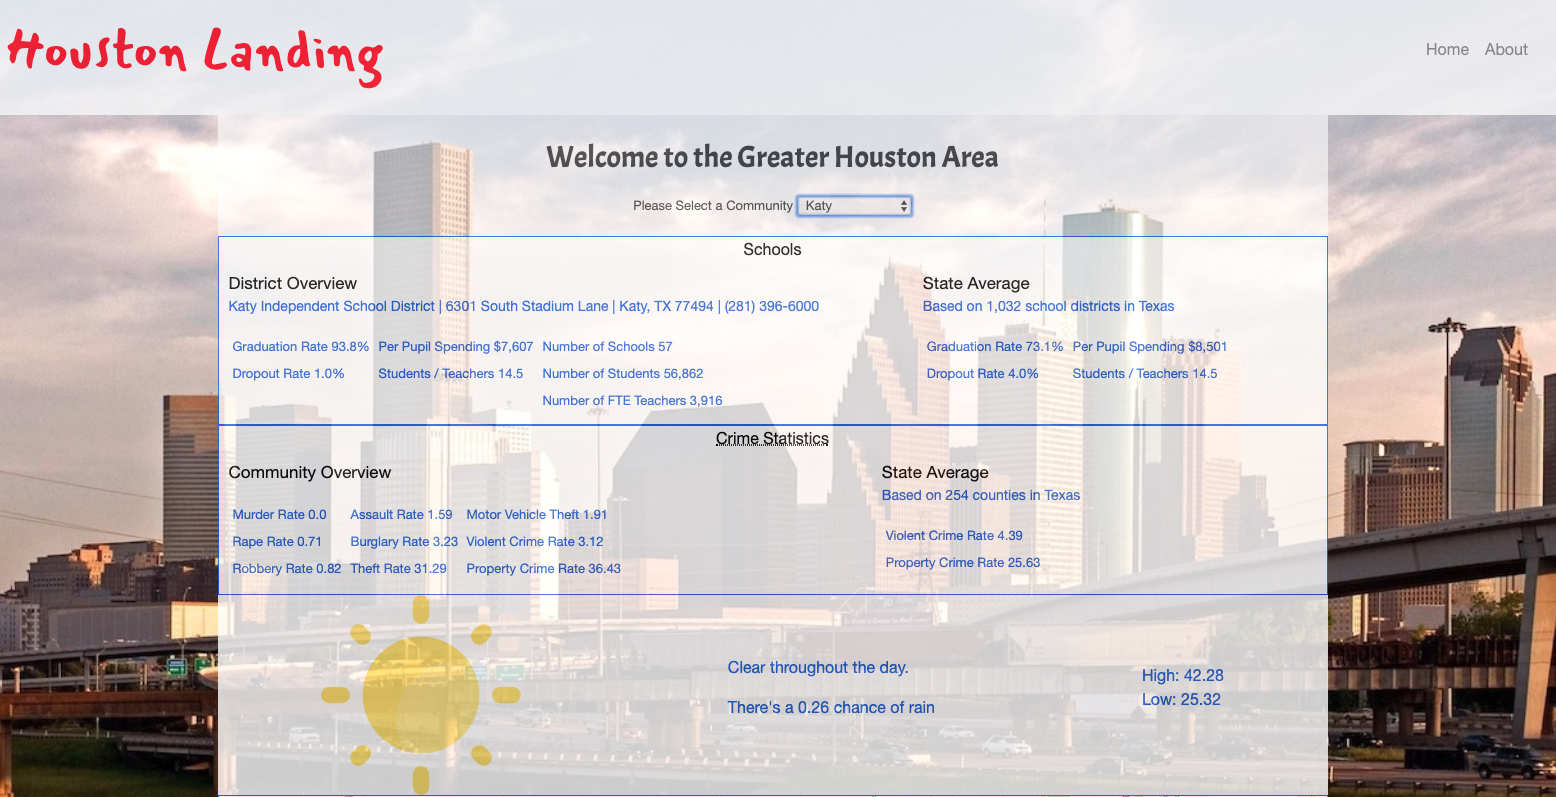 Houston Landing
Home About
Welcome to the Greater Houston Area
Please Select a Community Katy
Schools
District Overview
Katy Independent School District | 6301 South Stadium Lane | Katy, TX 77494 | (281) 396-6000
Graduation Rate 93.8% Per Pupil Spending $7,607 Number of Schools 57
Dropout Rate 1.0% Students / Teachers 14.5 Number of Students 56,862
Number of FTE Teachers 3,916
State Average
Based on 1,032 school districts in Texas
Graduation Rate 73.1% Per Pupil Spending $8,501
Dropout Rate 4.0% Students / Teachers 14.5
Crime Statistics
Community Overview
Murder Rate 0.0 Assault Rate 1.59 Motor Vehicle Theft 1.91
Rape Rate 0.71 Burglary Rate 3.23 Violent Crime Rate 3.12
Robbery Rate 0.82 Theft Rate 31.29 Property Crime Rate 36.43
State Average
Based on 254 counties in Texas
Violent Crime Rate 4.39
Property Crime Rate 25.63
Clear throughout the day.
There's a 0.26 chance of rain
High: 42.28
Low: 25.32